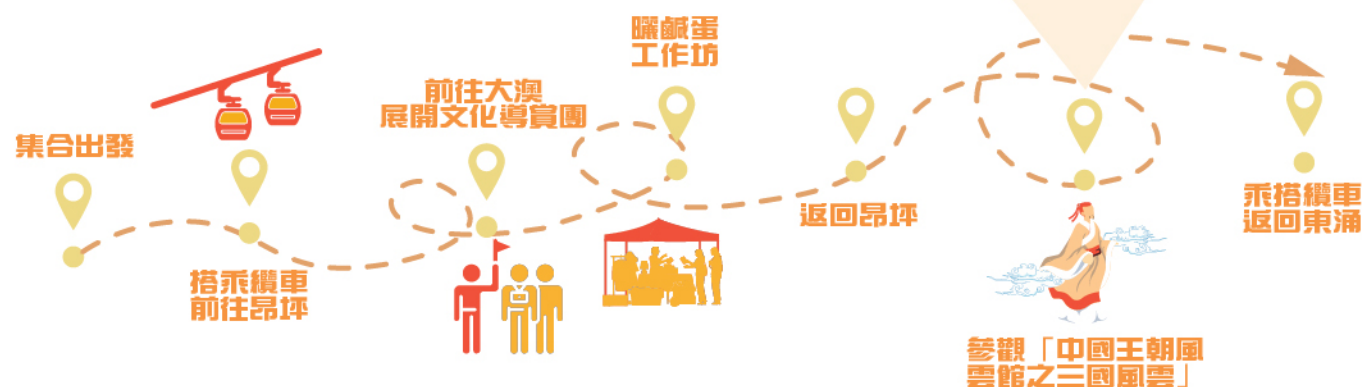 集合出發
搭乘纜車
前往昂坪
前往大澳
展開文化導賞團
曬鹹蛋
工作坊
返回昂坪
參觀「中國王朝風
雲館之三國風雲」
乘搭纜車
返回東涌